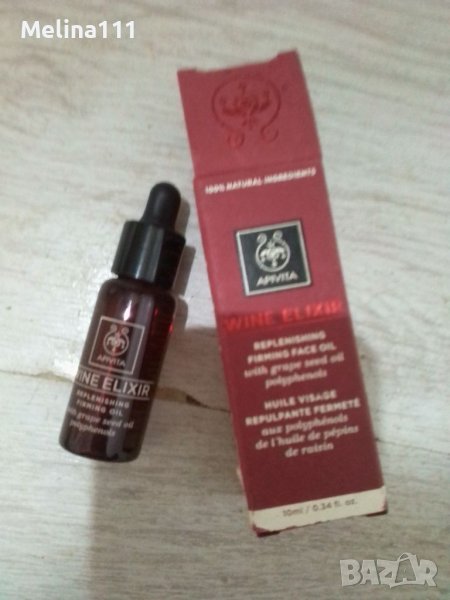 Melina111
100% NATURAL INGREDIENTS
APIVITA
WINE ELIXIR
REPLENISHING
FIRMING FACE OIL
with grape seed oil
polyphenols
HUILE VISAGE
REPULPANTE FERMETÉ
aux polyphénols
de l'huile de pépins
de raisin
10ml / 0.34 fl. oz.
APIVITA
WINE ELIXIR
REPLENISHING
FIRMING OIL
with grape seed oil
polyphenols
BAZAR